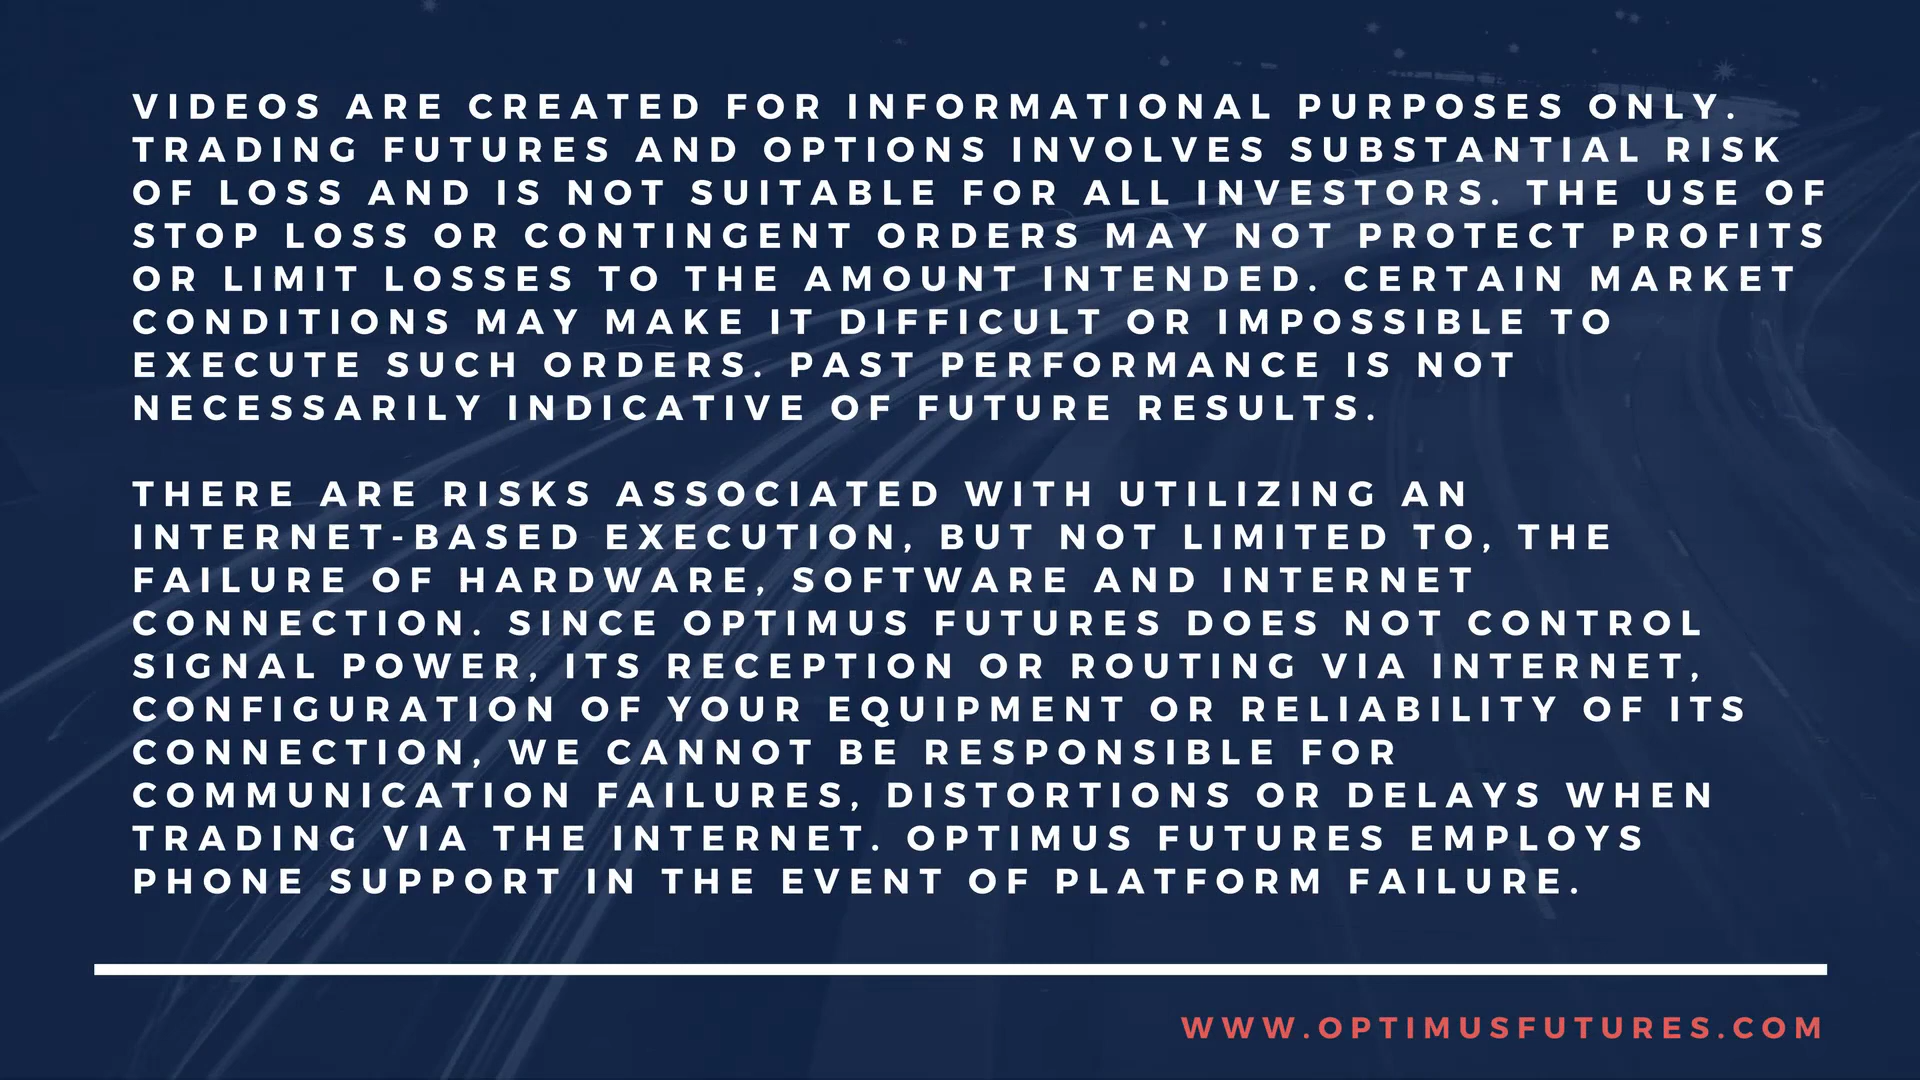 VIDEOS ARE CREATED FOR INFORMATIONAL PURPOSES ONLY.
TRADING FUTURES AND OPTIONS INVOLVES SUBSTANTIAL RISK
OF LOSS AND IS NOT SUITABLE FOR ALL INVESTORS. THE USE OF
STOP LOSS OR CONTINGENT ORDERS MAY NOT PROTECT PROFITS
OR LIMIT LOSSES TO THE AMOUNT INTENDED. CERTAIN MARKET
CONDITIONS MAY MAKE IT DIFFICULT OR IMPOSSIBLE TO
EXECUTE SUCH ORDERS. PAST PERFORMANCE IS NOT
NECESSARILY INDICATIVE OF FUTURE RESULTS.
THERE ARE RISKS ASSOCIATED WITH UTILIZING AN
INTERNET-BASED EXECUTION, BUT NOT LIMITED TO, THE
FAILURE OF HARDWARE, SOFTWARE AND INTERNET
CONNECTION. SINCE OPTIMUS FUTURES DOES NOT CONTROL
SIGNAL POWER, ITS RECEPTION OR ROUTING VIA INTERNET,
CONFIGURATION OF YOUR EQUIPMENT OR RELIABILITY OF ITS
CONNECTION, WE CANNOT BE RESPONSIBLE FOR
COMMUNICATION FAILURES, DISTORTIONS OR DELAYS WHEN
TRADING VIA THE INTERNET. OPTIMUS FUTURES EMPLOYS
PHONE SUPPORT IN THE EVENT OF PLATFORM FAILURE.
WWW.OPTIMUSFUTURES.COM